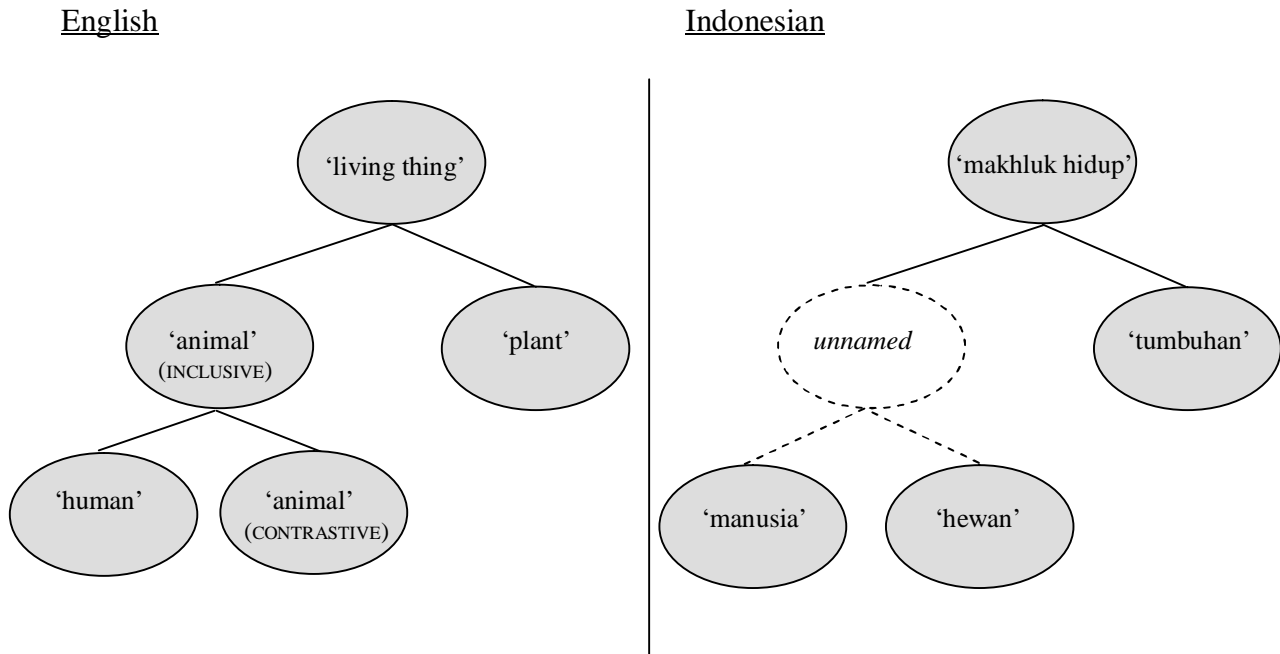 English
‘living thing’
‘animal’
(INCLUSIVE)
‘plant’
‘human’
‘animal’
(CONTRASTIVE)
Indonesian
‘makhluk hidup’
unnamed
‘tumbuhan’
‘manusia’
‘hewan’